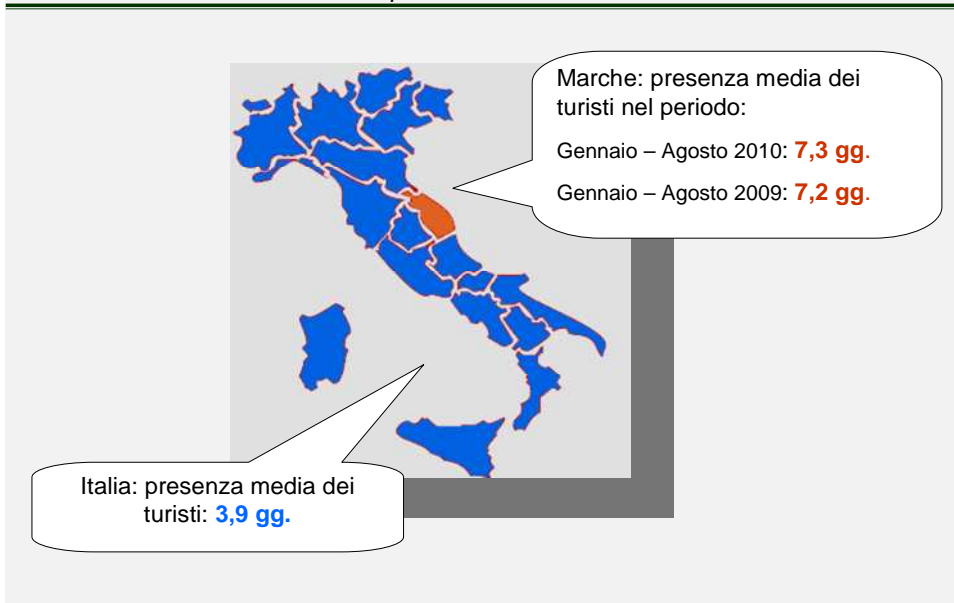 Marche: presenza media dei
turisti nel periodo:
Gennaio – Agosto 2010: 7,3 gg.
Gennaio – Agosto 2009: 7,2 gg.
Italia: presenza media dei
turisti: 3,9 gg.